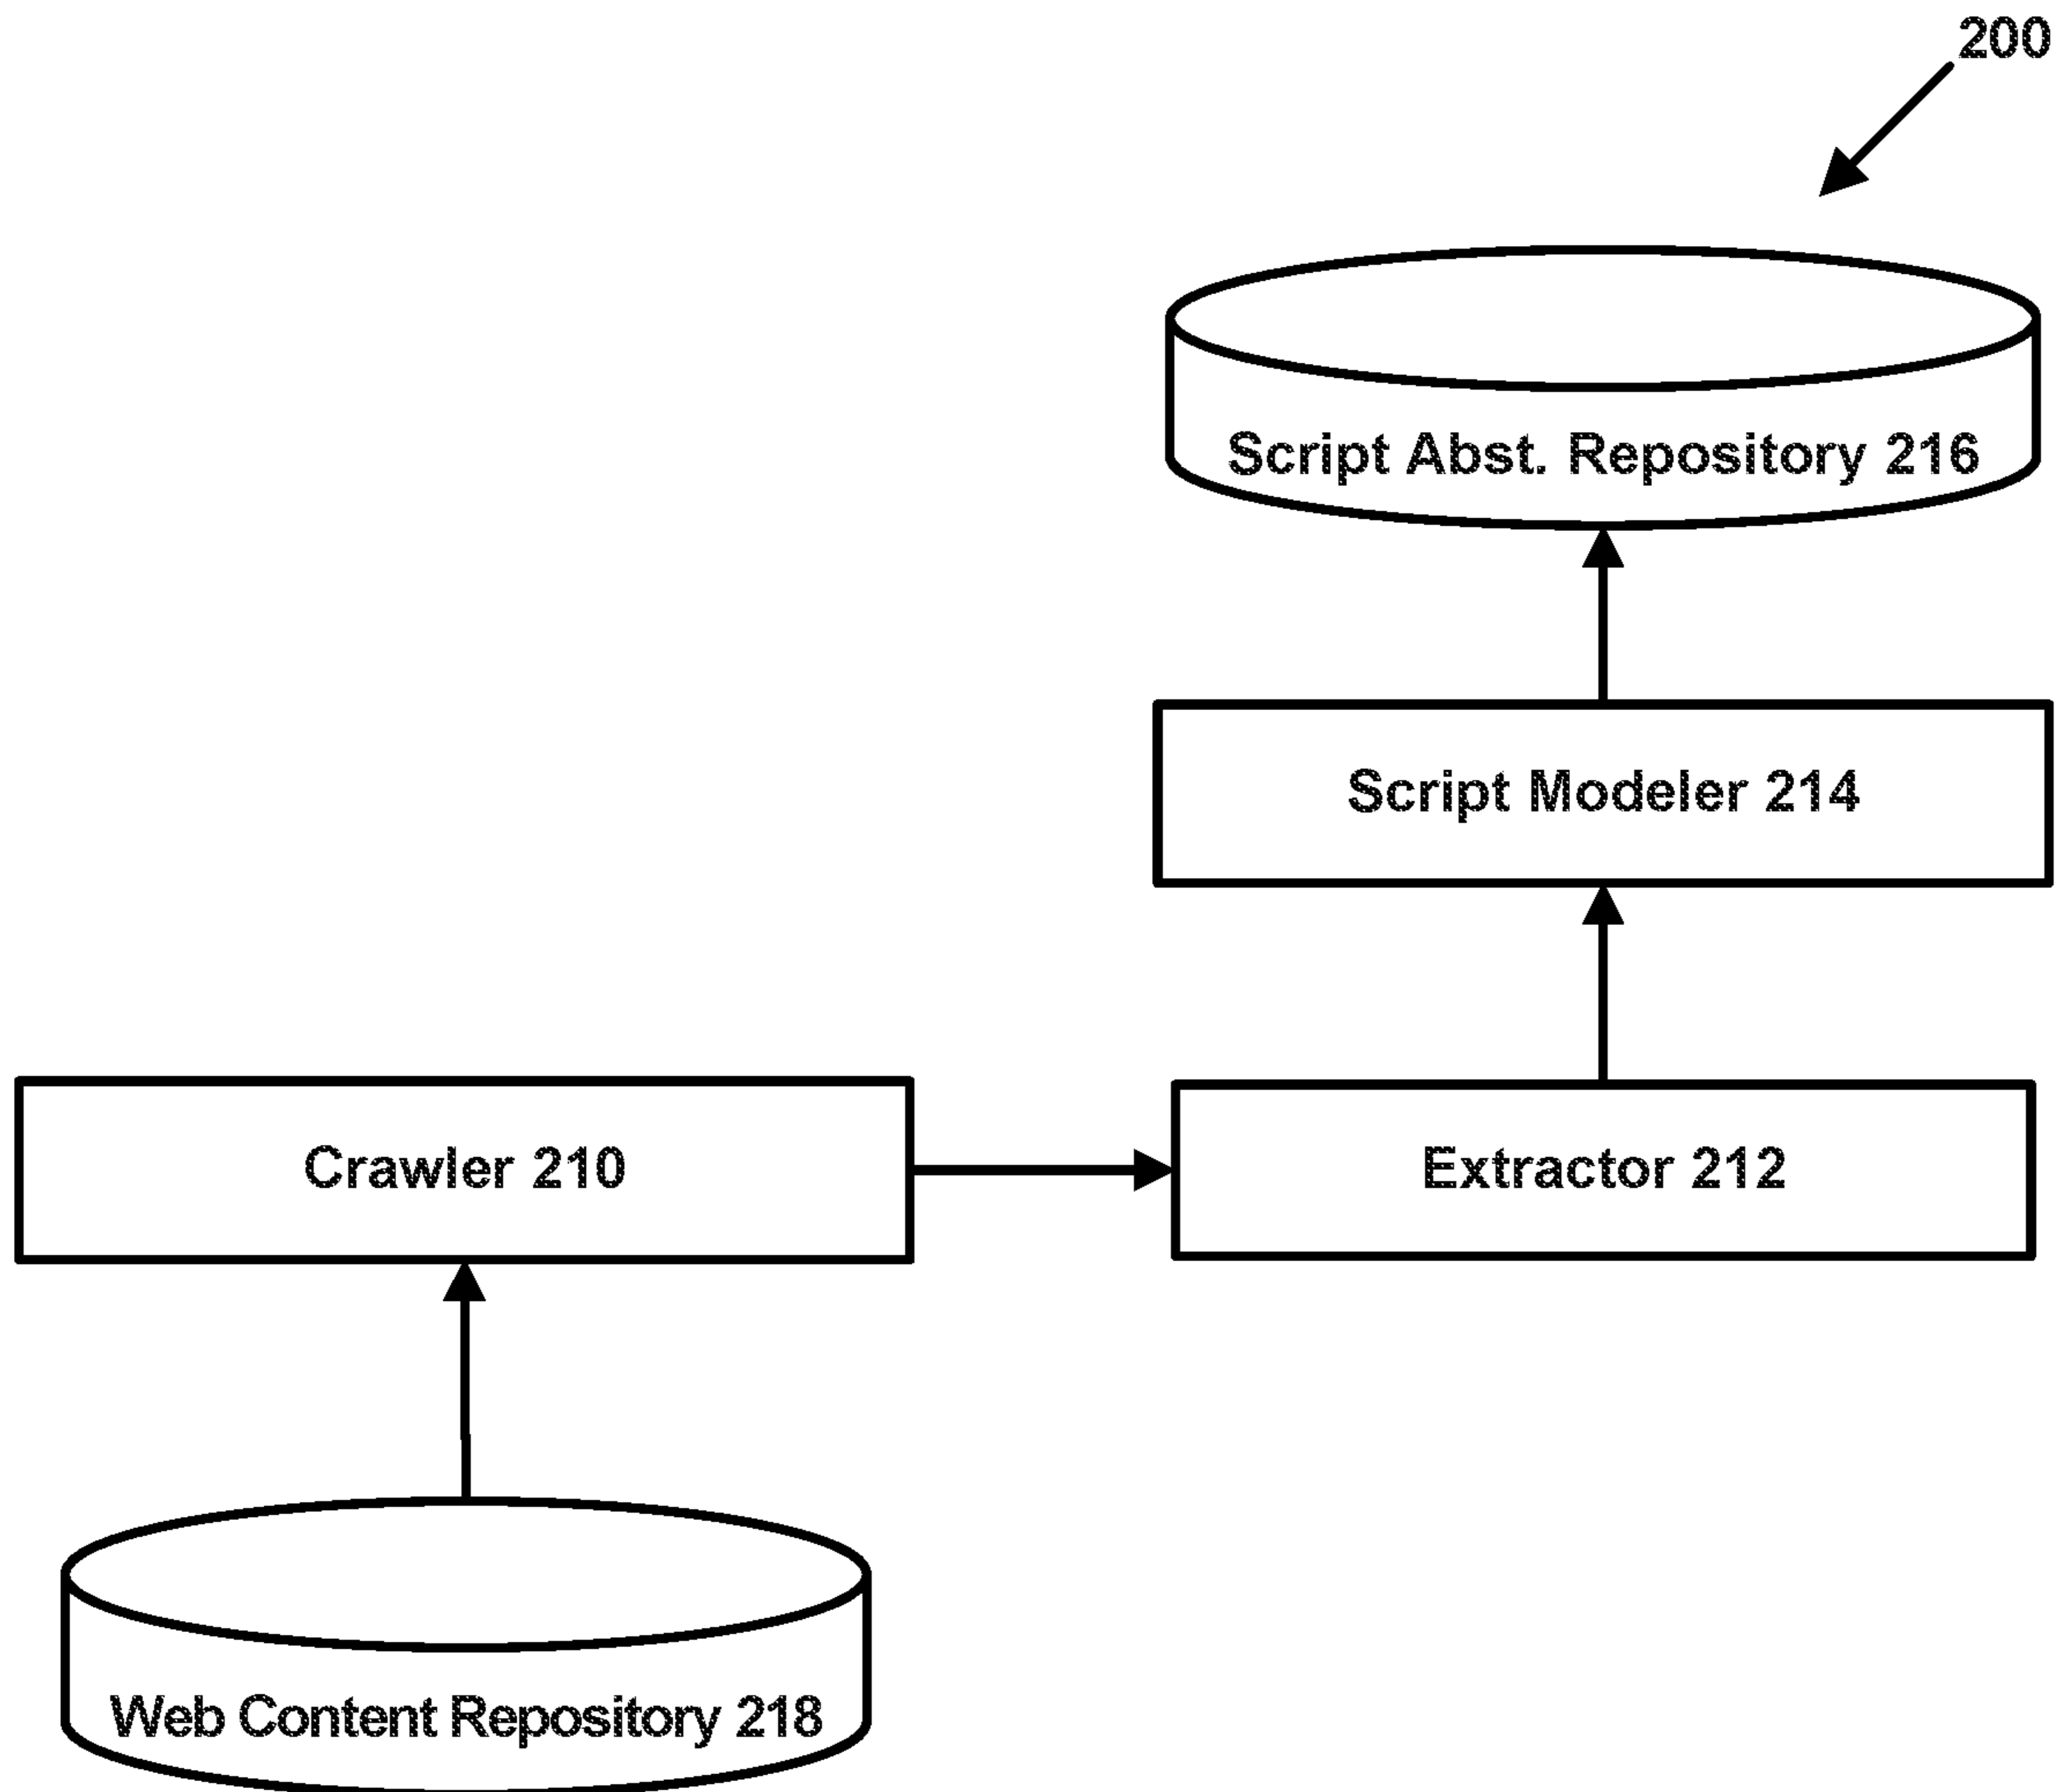 200
Script Abst. Repository 216
Script Modeler 214
Crawler 210
Extractor 212
Web Content Repository 218